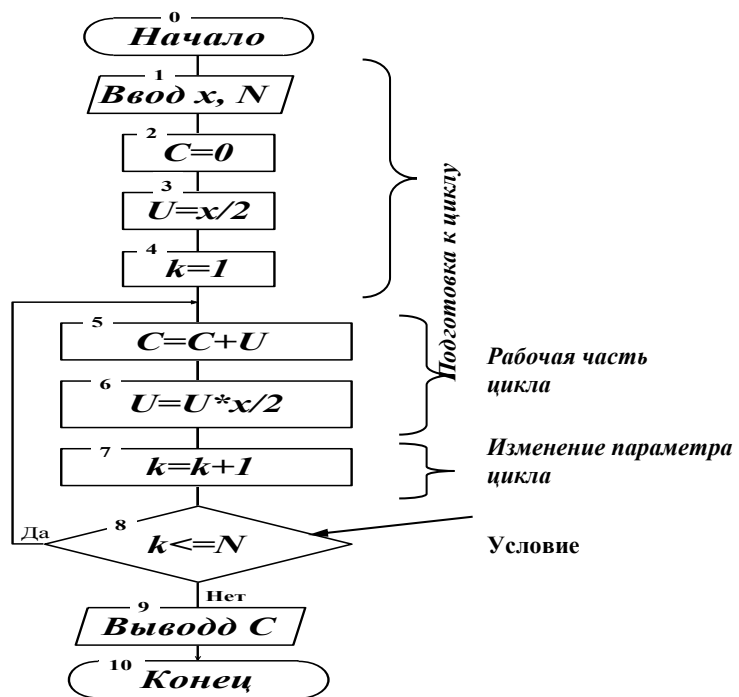 0
Начало
1
Ввод x, N
2
C=0
3
U=x/2
4
k=1
Подготовка к циклу
5
C=C+U
6
U=U*x/2
Рабочая часть
цикла
7
k=k+1
Изменение параметра
цикла
8
k<=N
Да
Условие
Нет
9
Выводд C
10
Конец